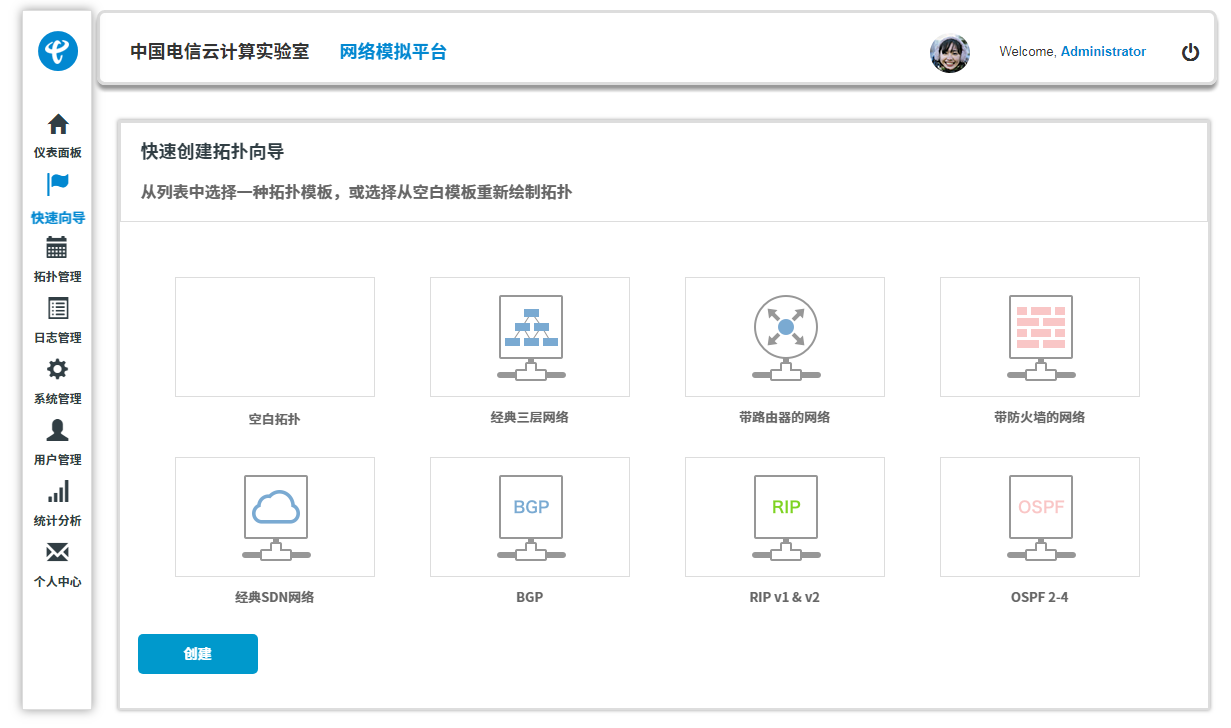 中国电信云计算实验室 网络模拟平台
Welcome, Administrator
仪表面板
快速向导
拓扑管理
日志管理
系统管理
用户管理
统计分析
个人中心
快速创建拓扑向导
从列表中选择一种拓扑模板，或选择从空白模板重新绘制拓扑
空白拓扑
经典三层网络
带路由器的网络
带防火墙的网络
BGP
RIP
OSPF
经典SDN网络
BGP
RIP v1 & v2
OSPF 2-4
创建